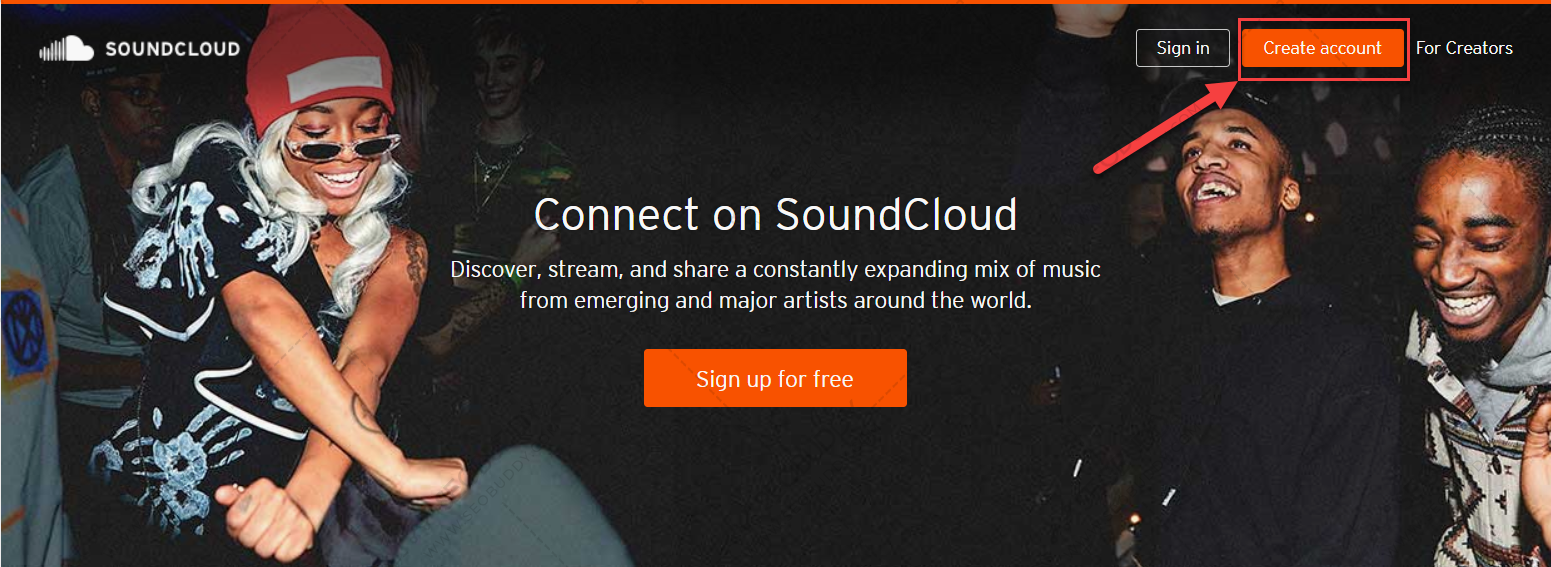 SOUNDCLOUD
Sign in
Create account
For Creators
Connect on SoundCloud
Discover, stream, and share a constantly expanding mix of music
from emerging and major artists around the world.
Sign up for free